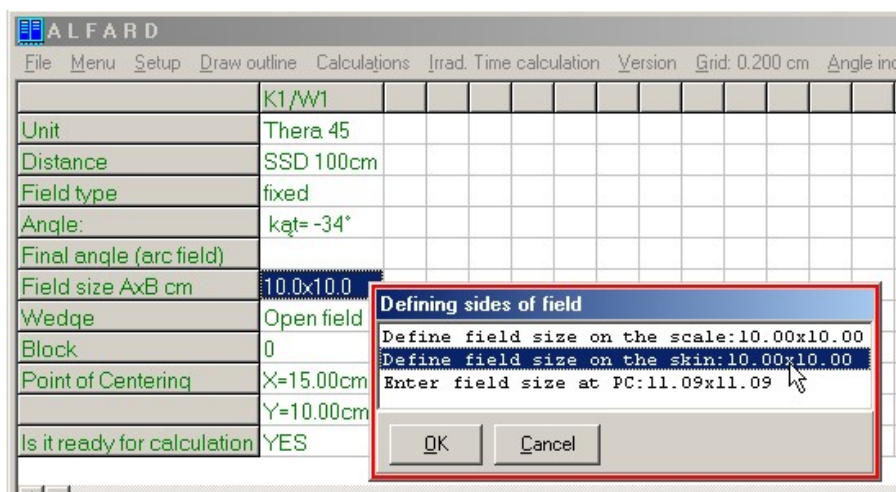 ALFARD
File Menu Setup Draw outline Calculations Irrad. Time calculation Version Grid: 0.200 cm Angle inc
K1/W1
Unit Thera 45
Distance SSD 100cm
Field type fixed
Angle: kąt= -34°
Final angle (arc field)
Field size AxB cm 10.0x10.0
Wedge Open field
Block 0
Point of Centering X=15.00cm
Y=10.00cm
Is it ready for calculation YES
Defining sides of field
Define field size on the scale:10.00x10.00
Define field size on the skin:10.00x10.00
Enter field size at PC:11.09x11.09
OK Cancel